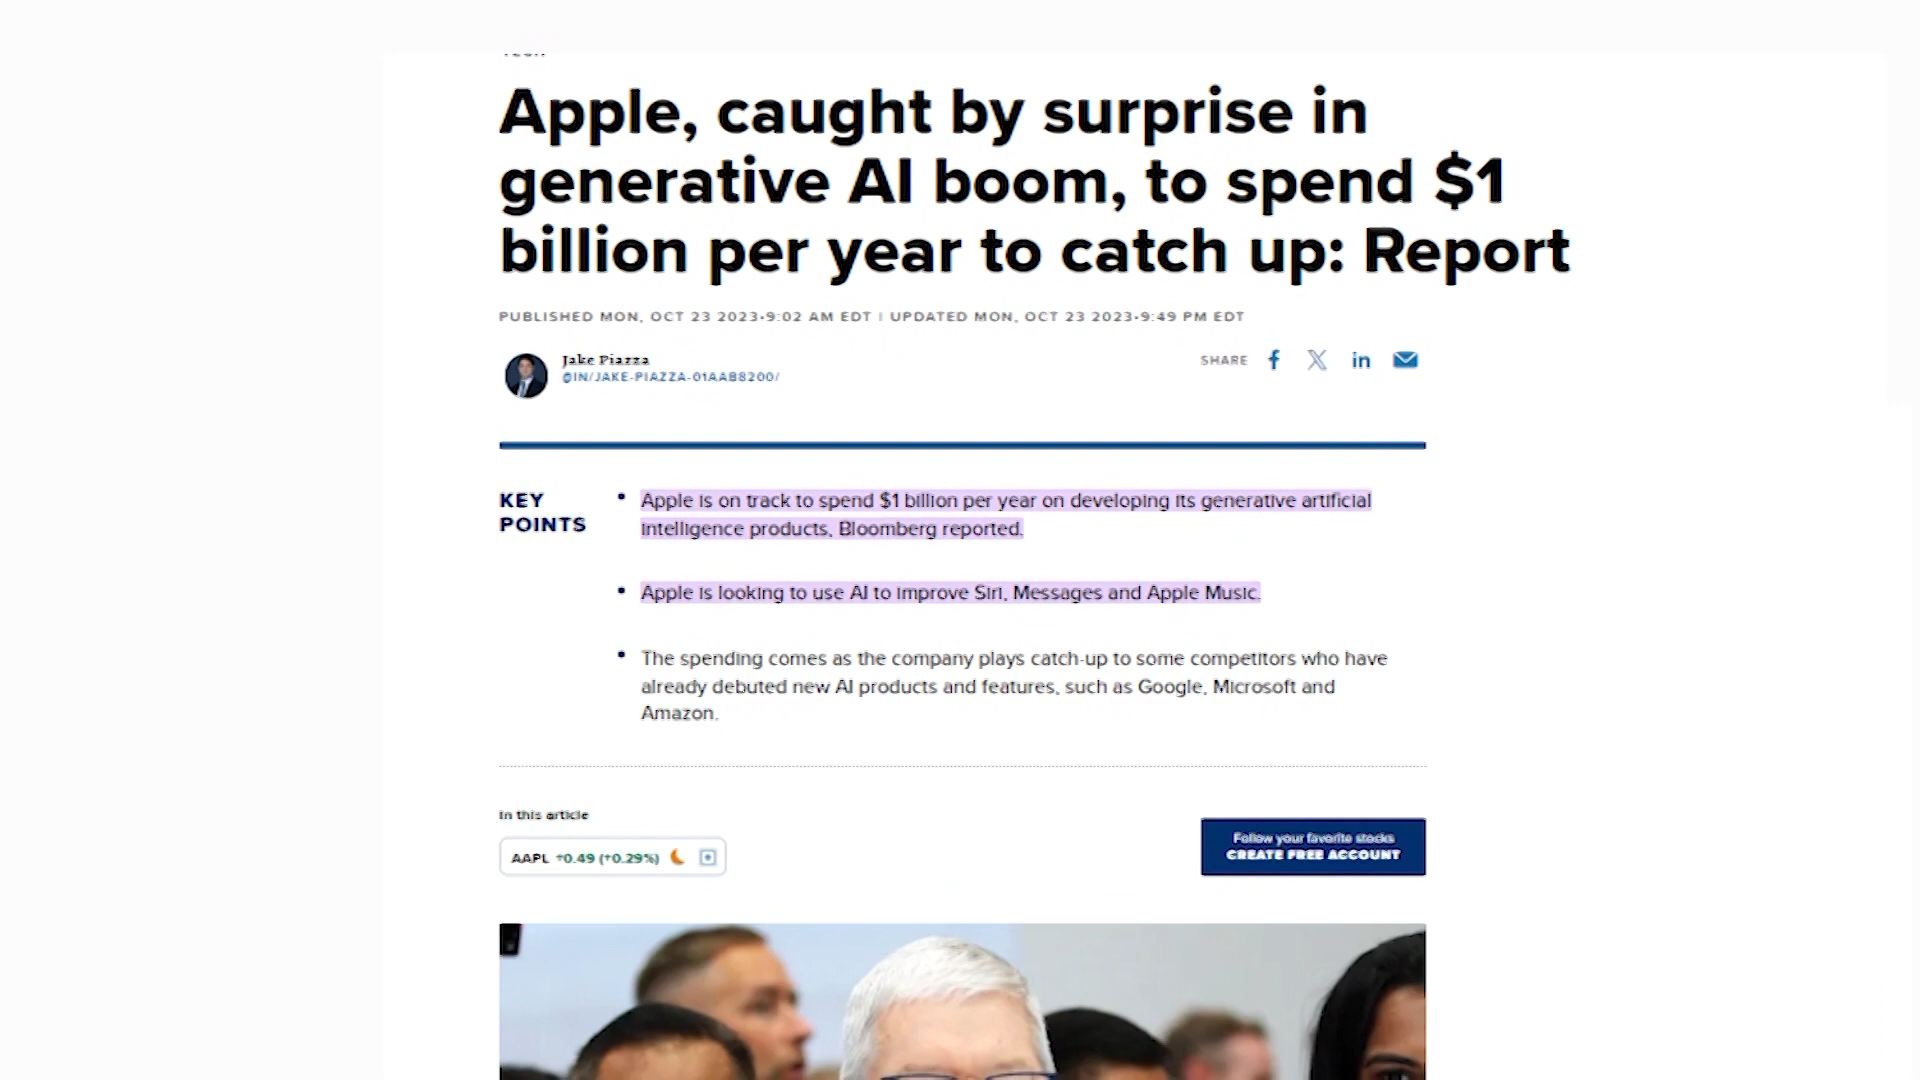 Apple, caught by surprise in
generative AI boom, to spend $1
billion per year to catch up: Report
PUBLISHED MON, OCT 23 2023•9:02 AM EDT | UPDATED MON, OCT 23 2023•9:49 PM EDT
Jake Piazza
@IN/JAKE-PIAZZA-01AAB8200/
SHARE
KEY
POINTS
• Apple is on track to spend $1 billion per year on developing its generative artificial
intelligence products, Bloomberg reported.
• Apple is looking to use AI to improve Siri, Messages and Apple Music.
• The spending comes as the company plays catch-up to some competitors who have
already debuted new AI products and features, such as Google, Microsoft and
Amazon.
In this article
AAPL +0.49 (+0.29%)
Follow your favorite stocks
CREATE FREE ACCOUNT